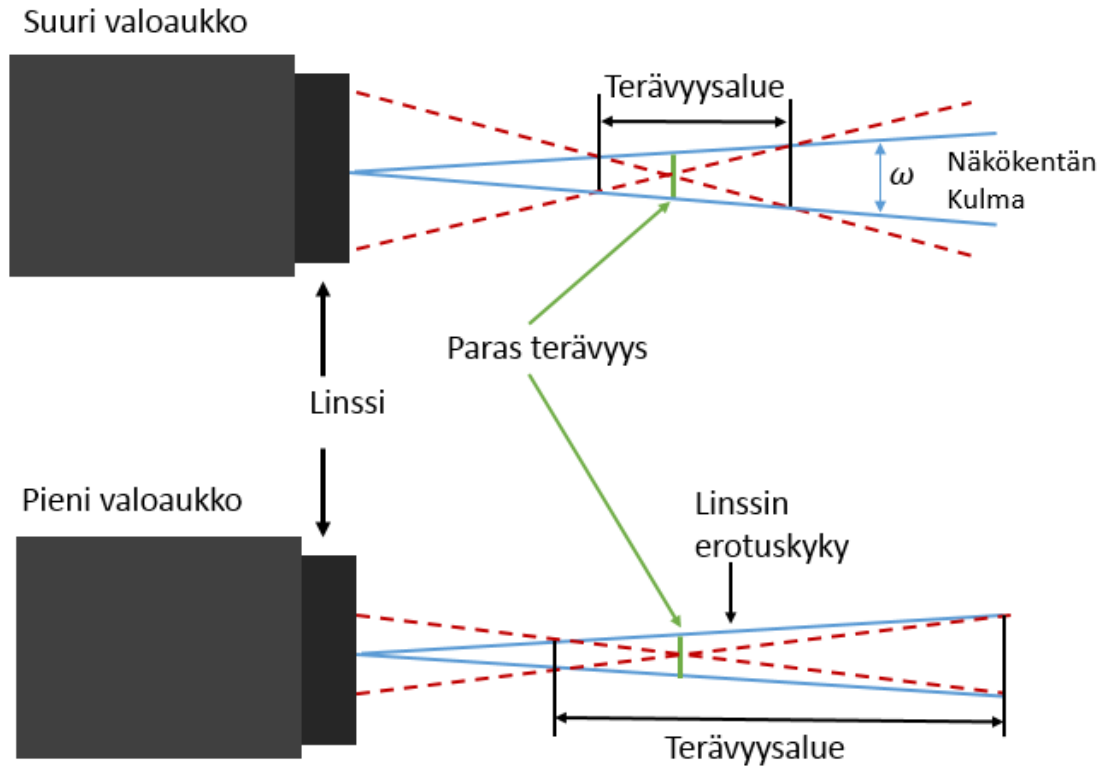 Suuri valoaukko
Terävyysalue
ω
Näkökentän
Kulma
Paras terävyys
Linssi
Pieni valoaukko
Linssin
erotuskyky
Terävyysalue